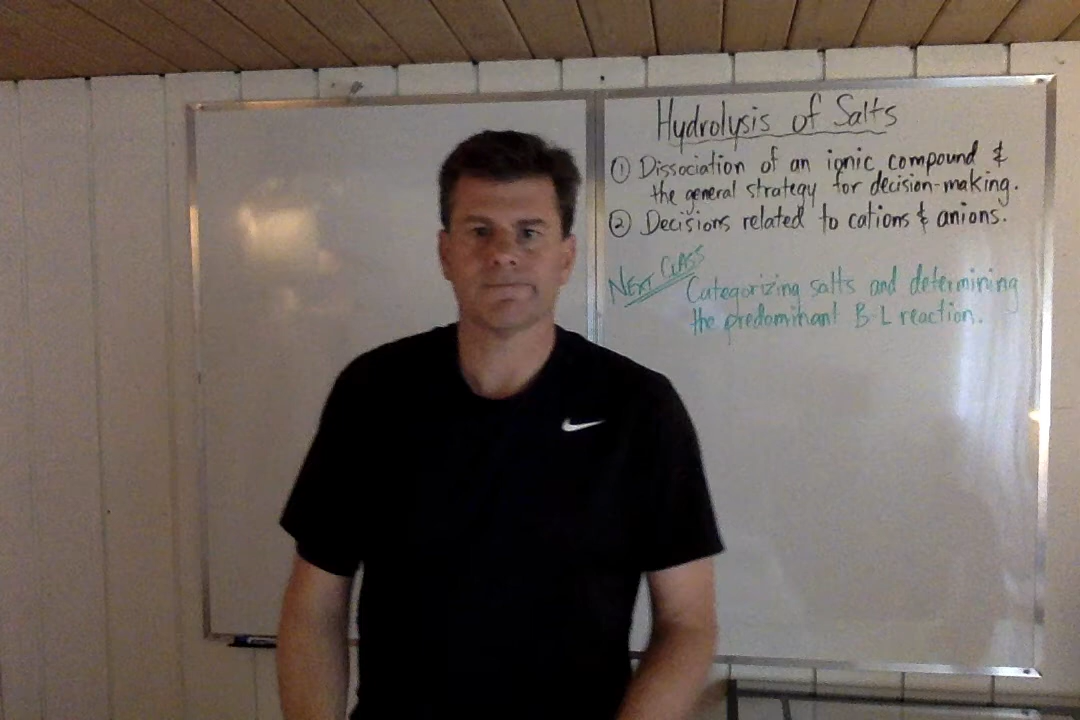 Hydrolysis of Salts
① Dissociation of an ionic compound &
the general strategy for decision-making.
② Decisions related to cations & anions.
NEXT CLASS
Categorizing salts and determining
the predominant B-L reaction.